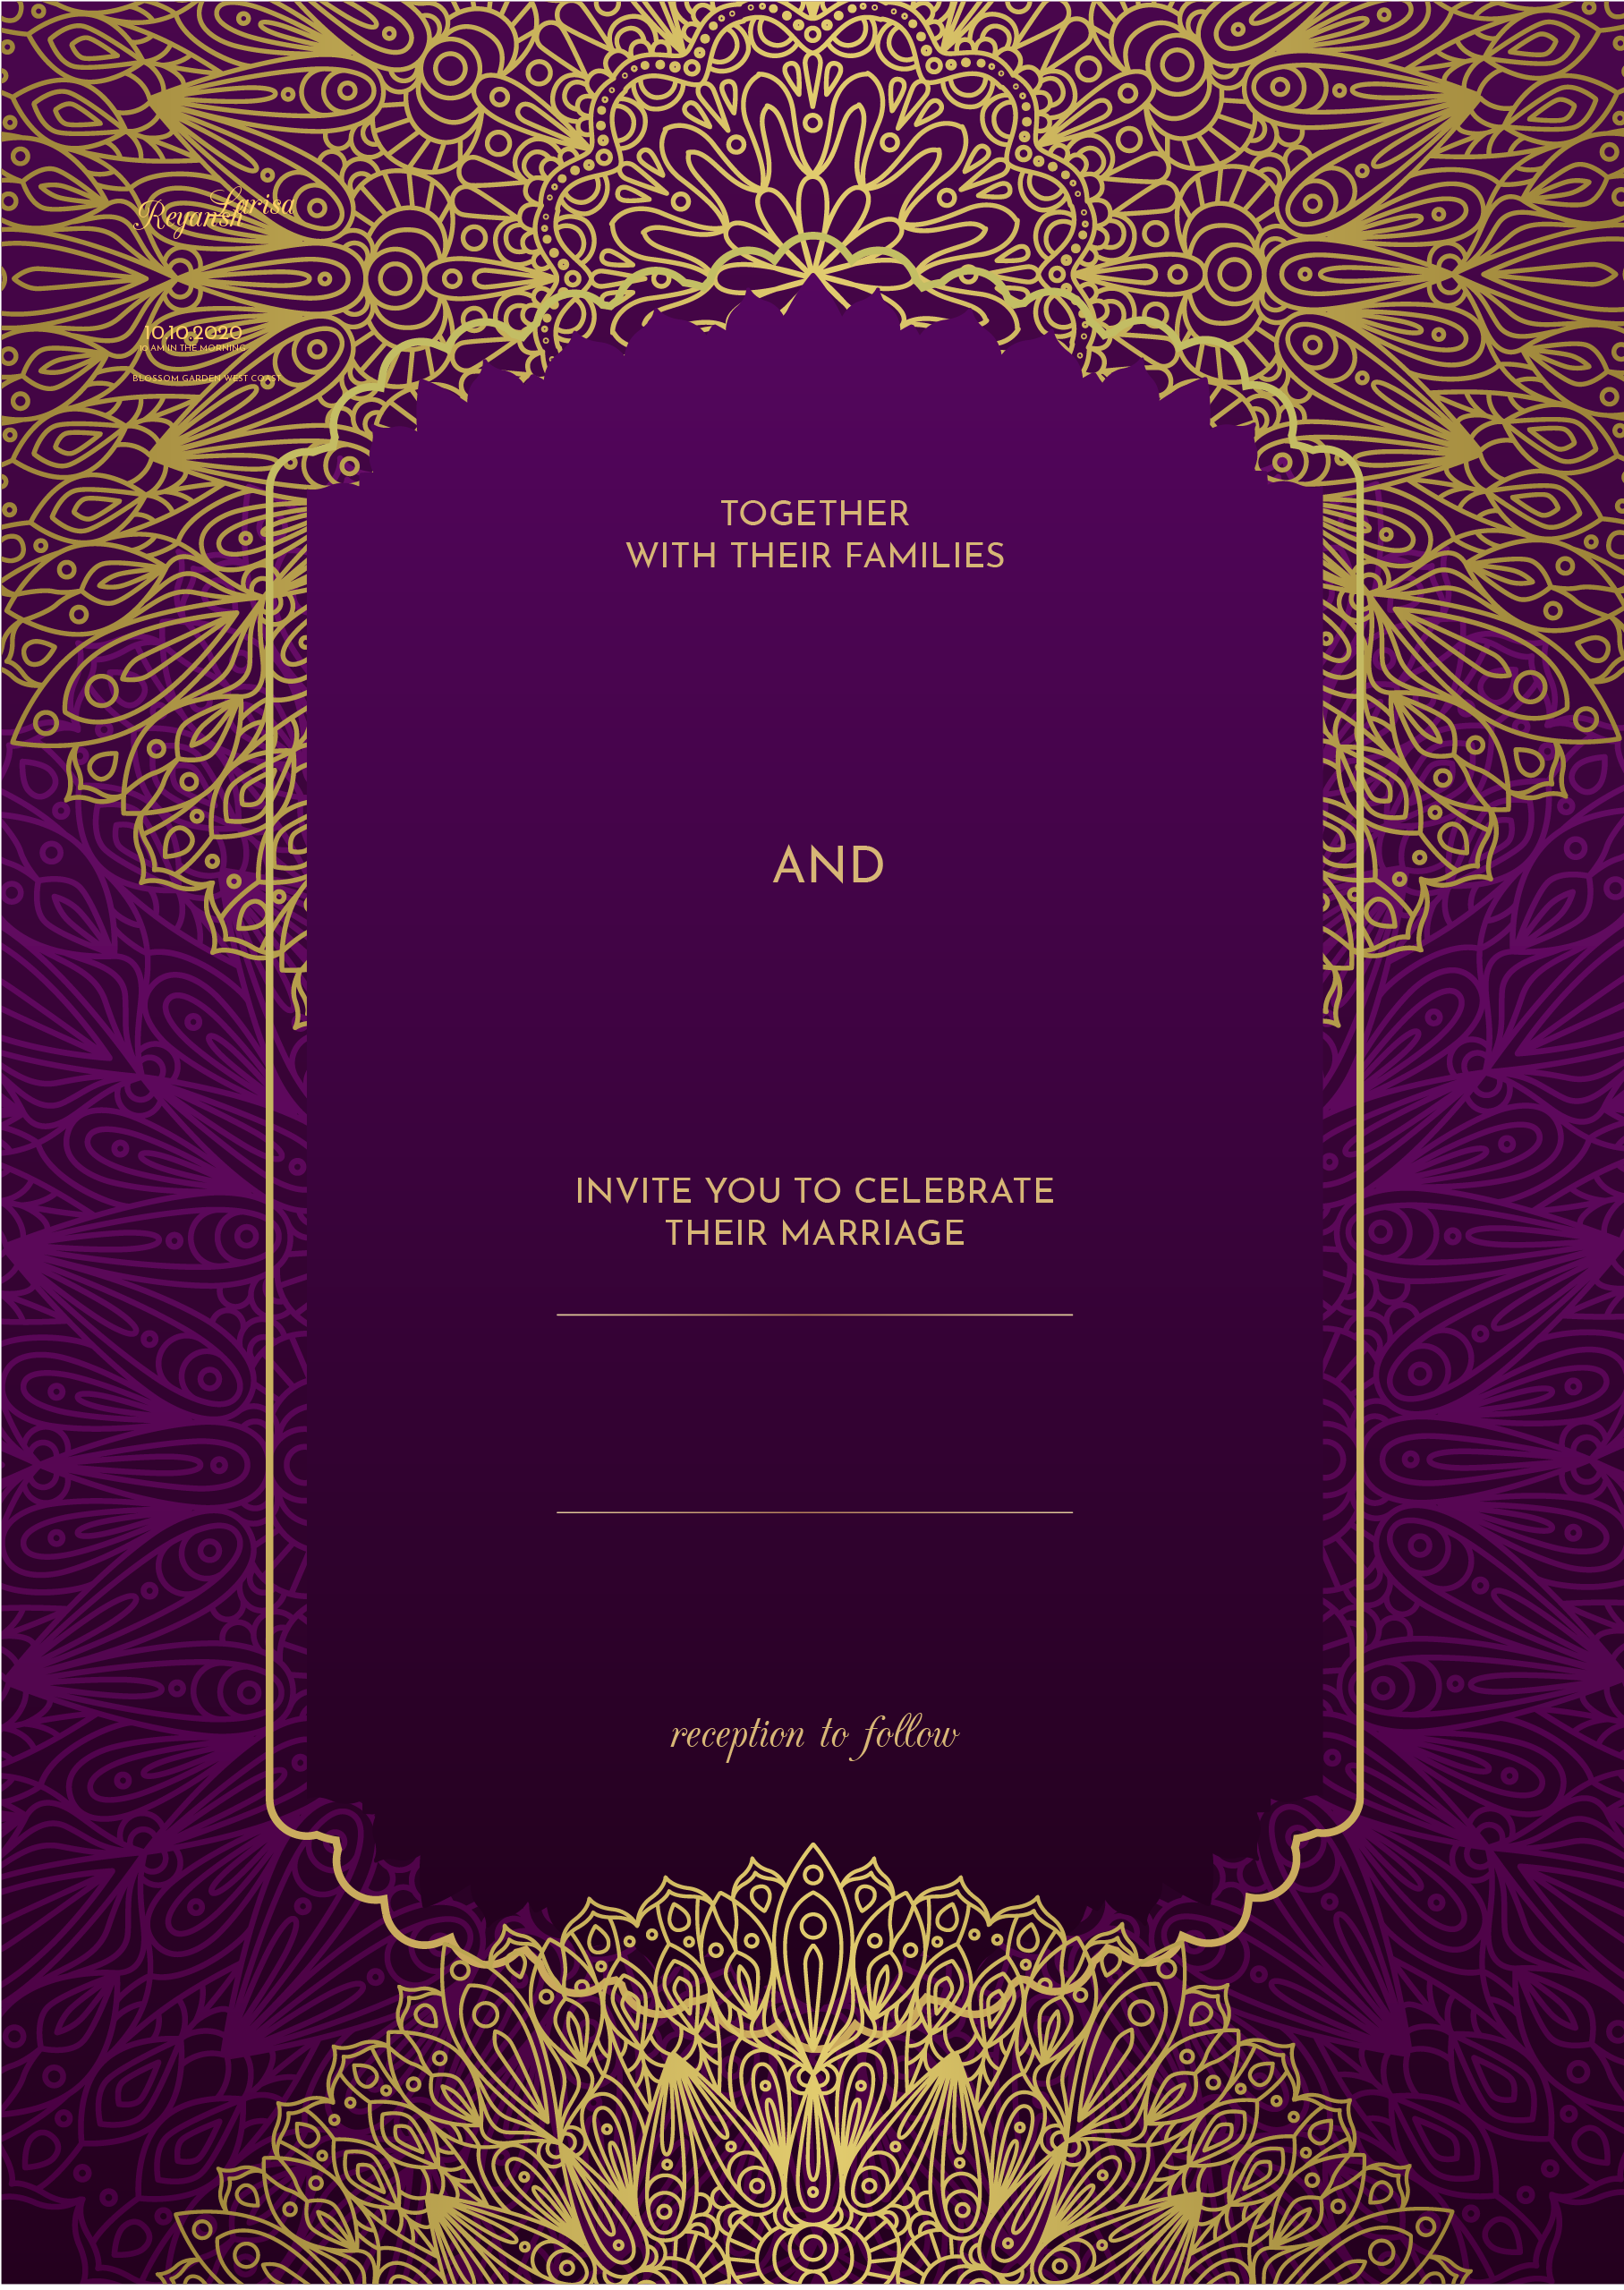 Larisa
Reyansh
10.10.2020
10 AM IN THE MORNING
BLOSSOM GARDEN WEST COAST
TOGETHER
WITH THEIR FAMILIES
AND
INVITE YOU TO CELEBRATE
THEIR MARRIAGE
reception to follow